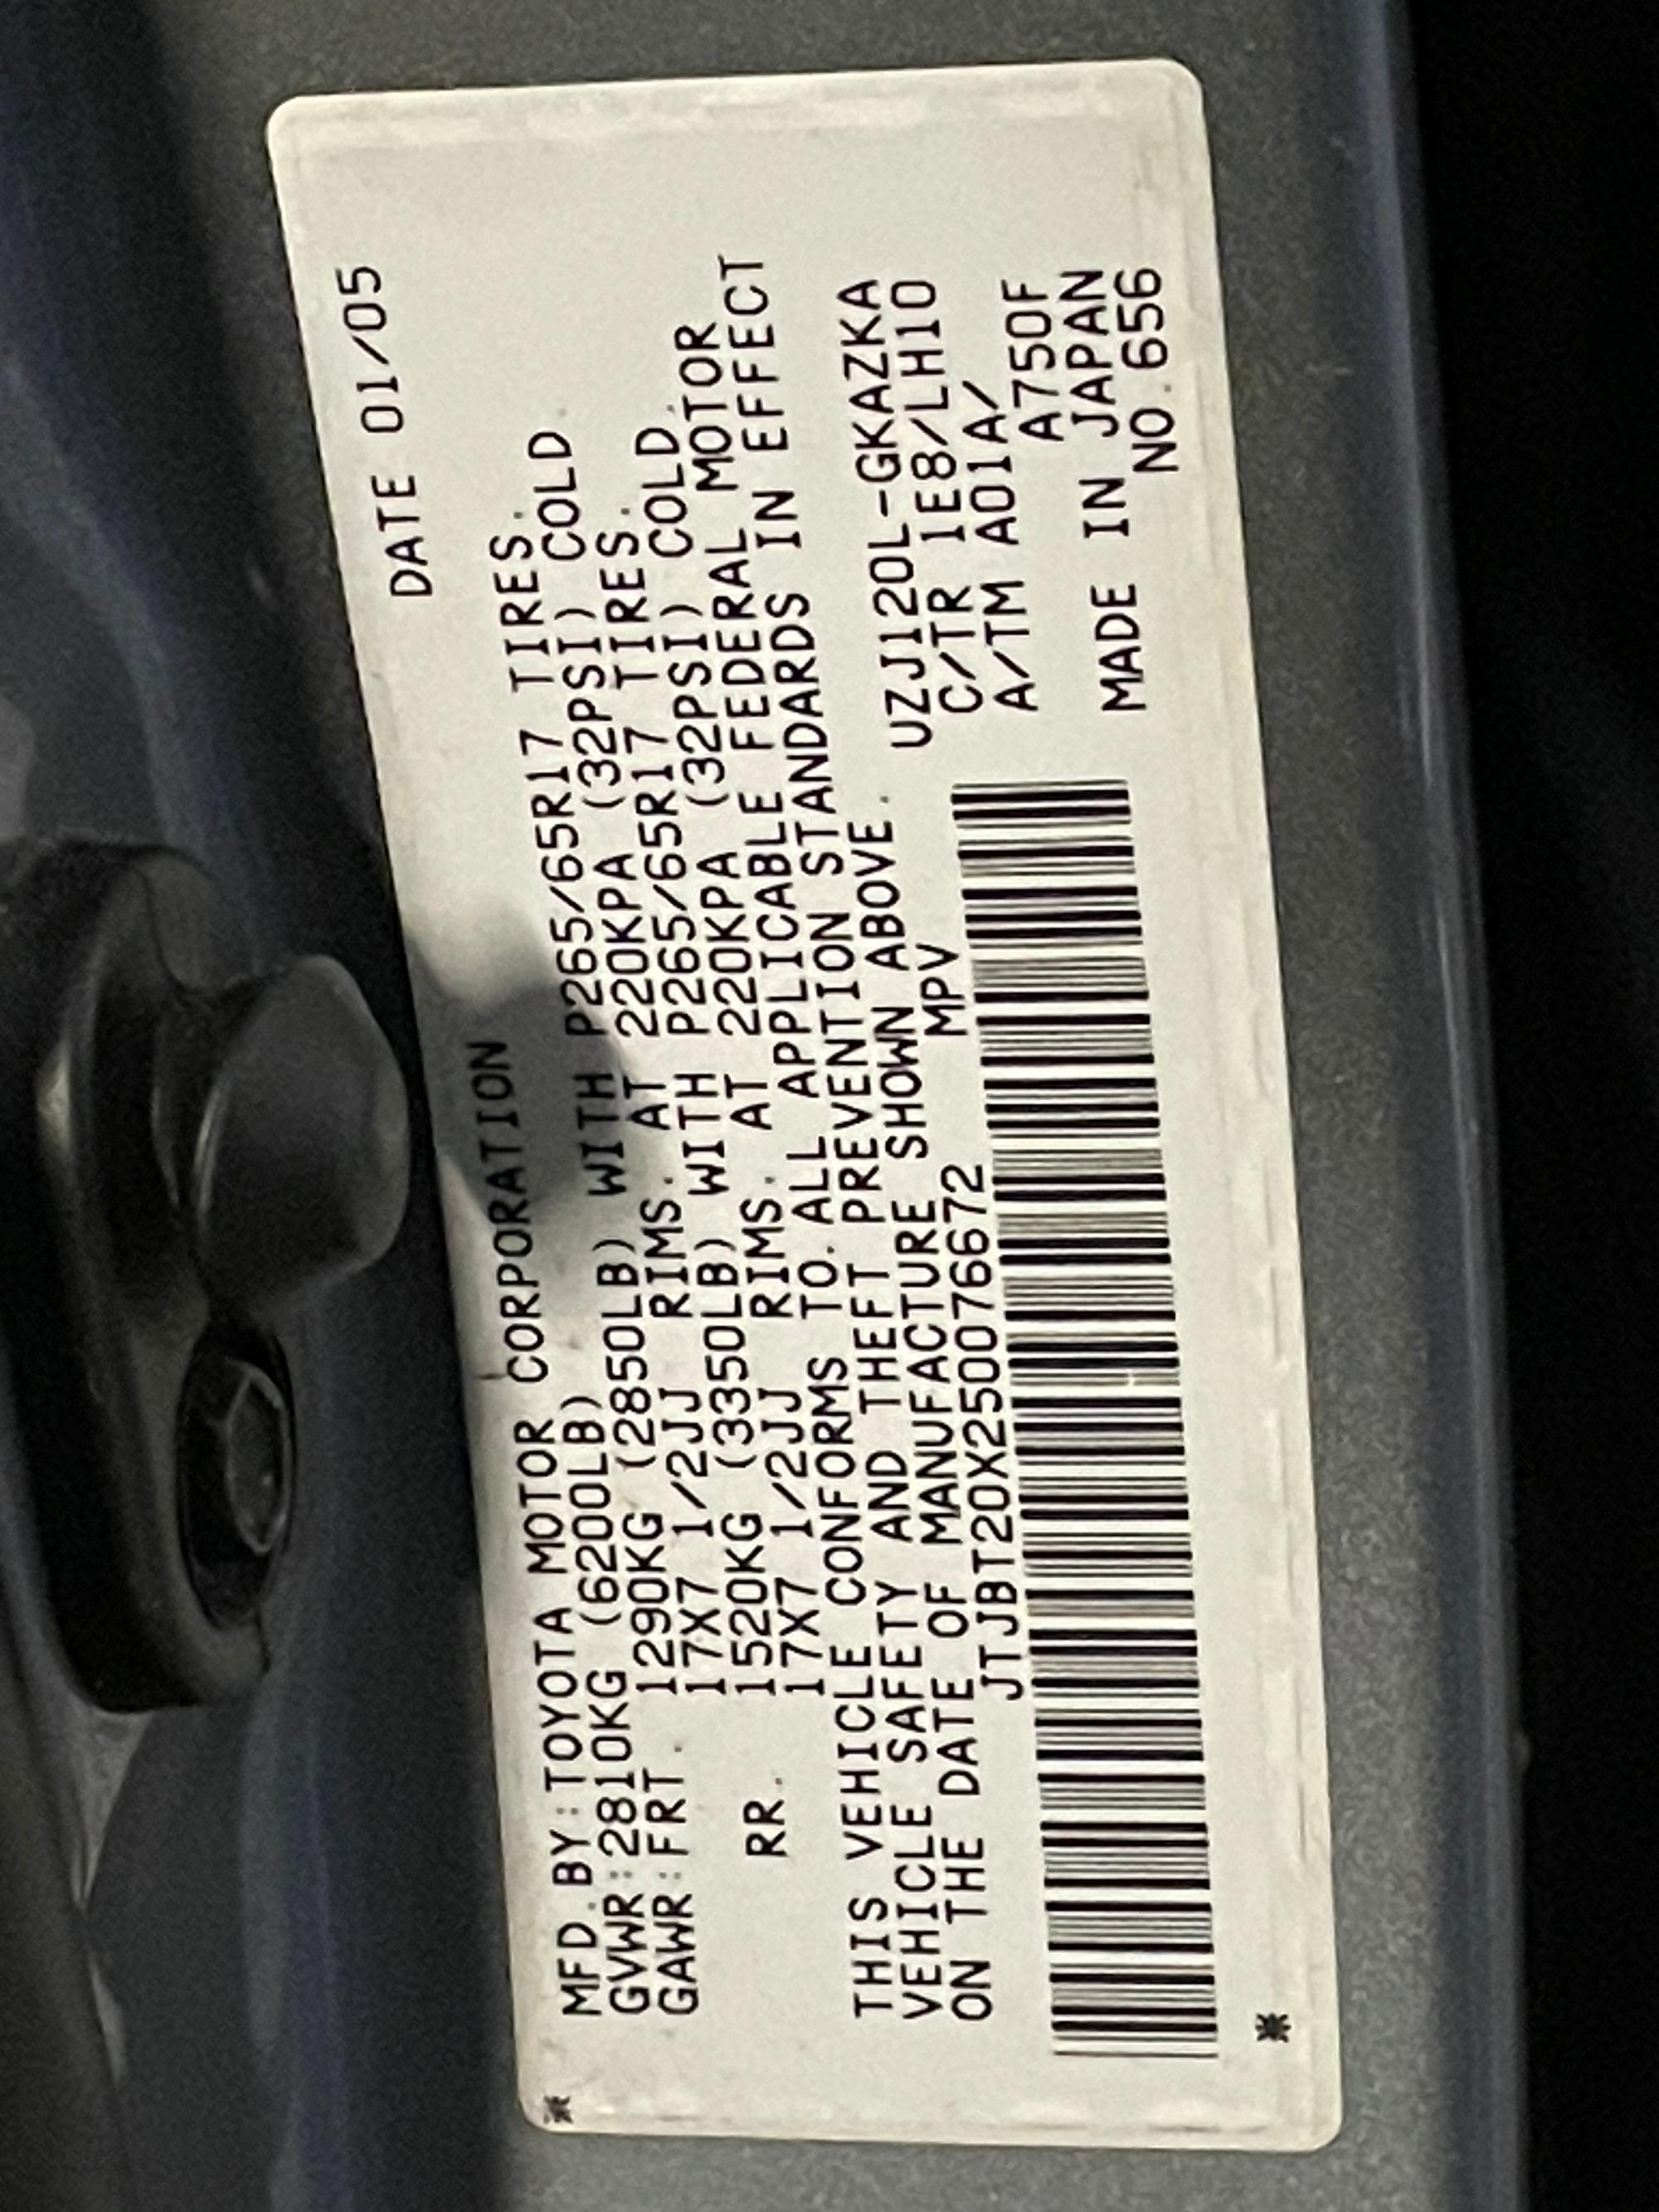 DATE 01/05
MFD.BY:TOYOTA MOTOR CORPORATION
GVWR:2810KG (6200LB)
GAWR:FRT. 1290KG (2850LB) WITH P265/65R17 TIRES.
17X7 1/2JJ RIMS. AT 220KPA (32PSI) COLD.
RR. 1520KG (3350LB) WITH P265/65R17 TIRES.
17X7 1/2JJ RIMS. AT 220KPA (32PSI) COLD.
THIS VEHICLE CONFORMS TO ALL APPLICABLE FEDERAL MOTOR
VEHICLE SAFETY AND THEFT PREVENTION STANDARDS IN EFFECT
ON THE DATE OF MANUFACTURE SHOWN ABOVE.
JTJBT20X250076672 MPV
UZJ120L-GKAZKA
C/TR 1E8/LH10
A/TM A01A/
A750F
MADE IN JAPAN
NO.656